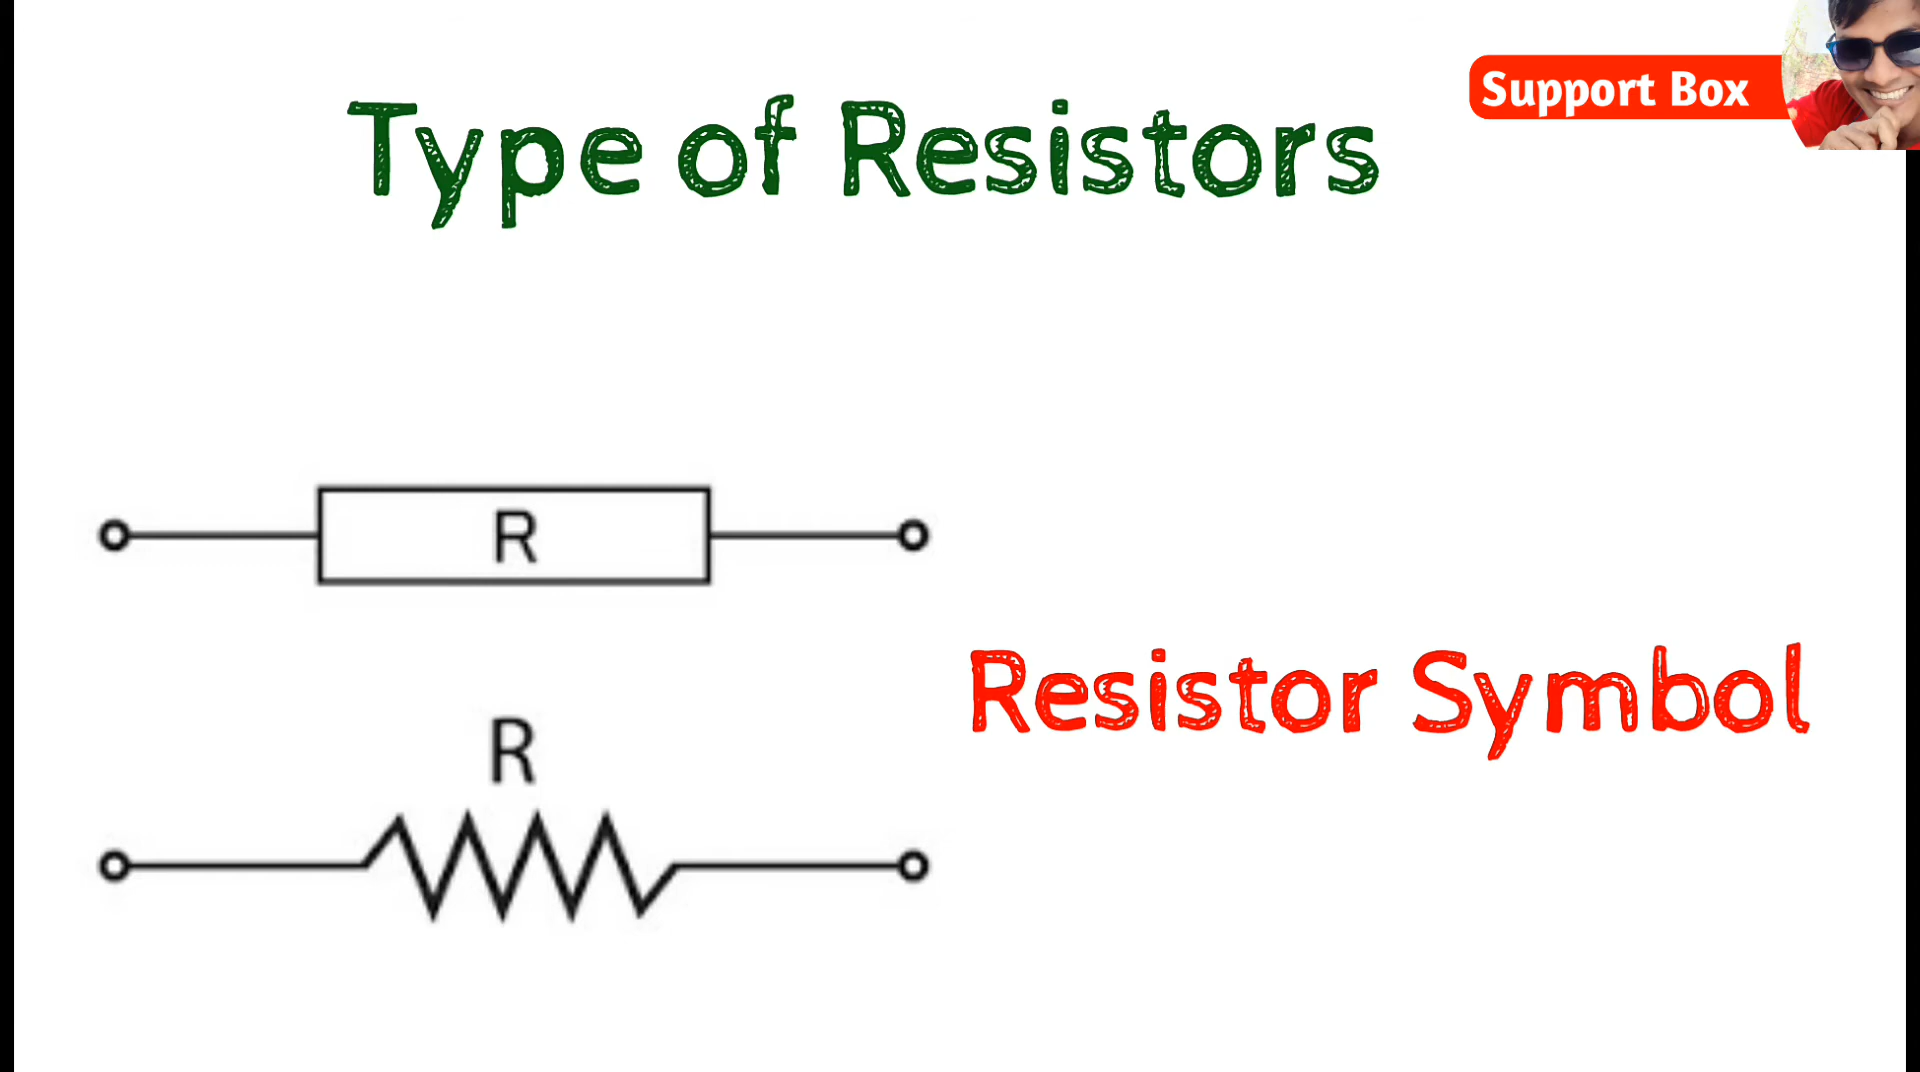 Support Box
Type of Resistors
R
Resistor Symbol
R